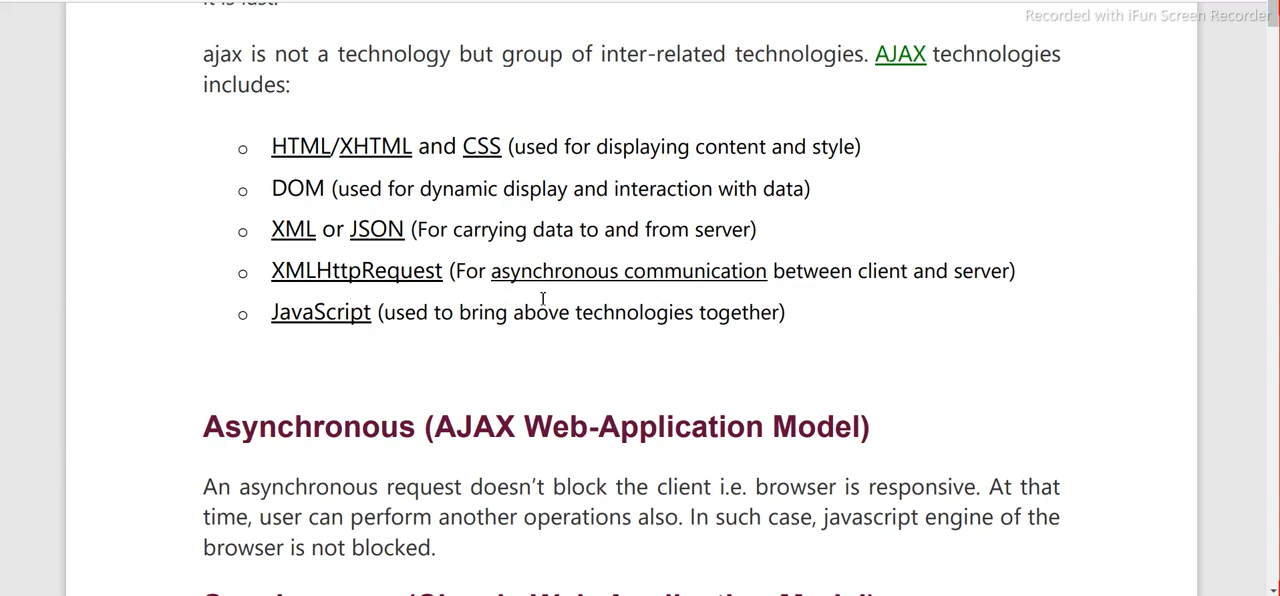 Recorded with iFun Screen Recorder
it is fast.
ajax is not a technology but group of inter-related technologies. AJAX technologies
includes:
o HTML/XHTML and CSS (used for displaying content and style)
o DOM (used for dynamic display and interaction with data)
o XML or JSON (For carrying data to and from server)
o XMLHttpRequest (For asynchronous communication between client and server)
o JavaScript (used to bring above technologies together)
Asynchronous (AJAX Web-Application Model)
An asynchronous request doesn’t block the client i.e. browser is responsive. At that
time, user can perform another operations also. In such case, javascript engine of the
browser is not blocked.